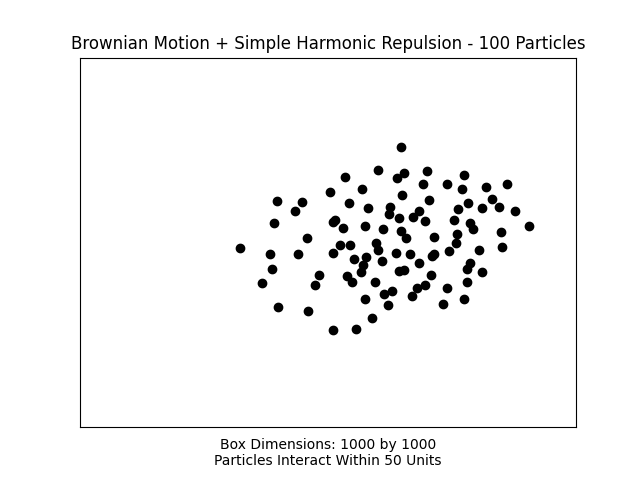 Brownian Motion + Simple Harmonic Repulsion - 100 Particles
Box Dimensions: 1000 by 1000
Particles Interact Within 50 Units